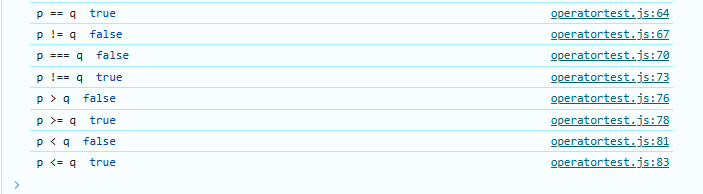 p == q  true operatortest.js:64
p != q  false operatortest.js:67
p === q  false operatortest.js:70
p !== q  true operatortest.js:73
p > q  false operatortest.js:76
p >= q  true operatortest.js:78
p < q  false operatortest.js:81
p <= q  true operatortest.js:83
>